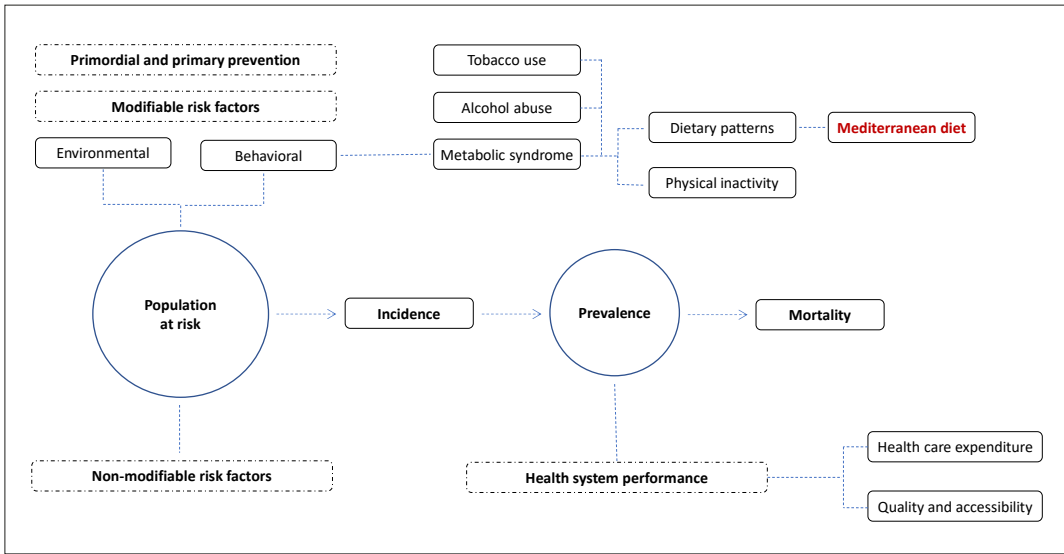 Primordial and primary prevention
Tobacco use
Modifiable risk factors
Alcohol abuse
Dietary patterns
Mediterranean diet
Environmental
Behavioral
Metabolic syndrome
Physical inactivity
Population
at risk
Incidence
Prevalence
Mortality
Non-modifiable risk factors
Health system performance
Health care expenditure
Quality and accessibility